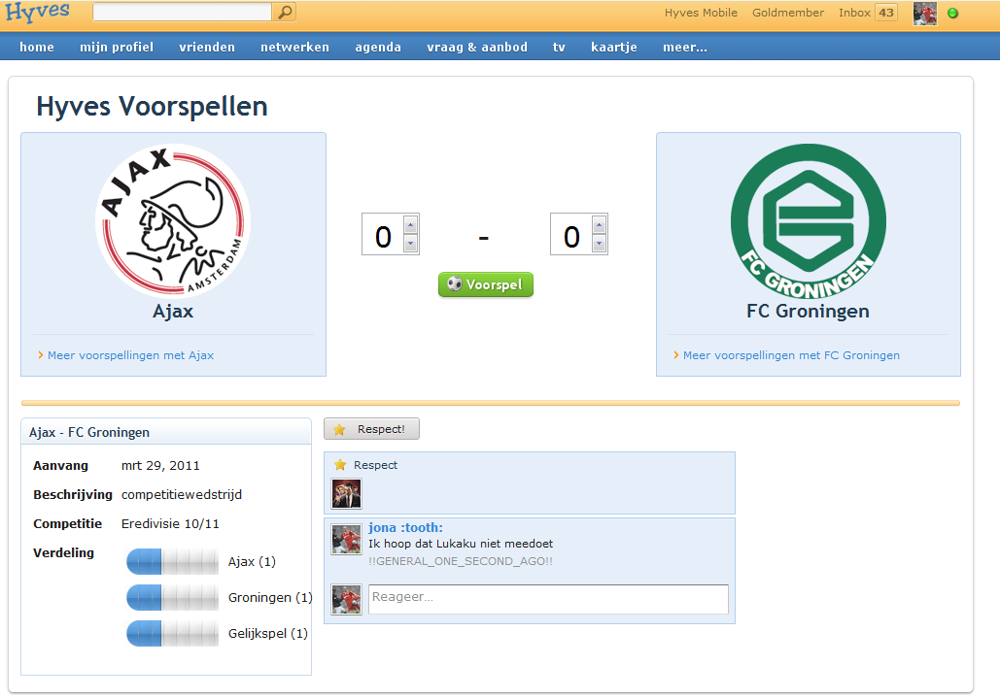 Hyves
Hyves Mobile Goldmember Inbox 43
home mijn profiel vrienden netwerken agenda vraag & aanbod tv kaartje meer...
Hyves Voorspellen
AJAX
AMSTERDAM
Ajax
Meer voorspellingen met Ajax
0 - 0
Voorspel
FC GRONINGEN
FC Groningen
Meer voorspellingen met FC Groningen
Ajax - FC Groningen
Aanvang mrt 29, 2011
Beschrijving competitiewedstrijd
Competitie Eredivisie 10/11
Verdeling
Ajax (1)
Groningen (1)
Gelijkspel (1)
Respect!
Respect
jona :tooth:
Ik hoop dat Lukaku niet meedoet
!!GENERAL_ONE_SECOND_AGO!!
Reageer...